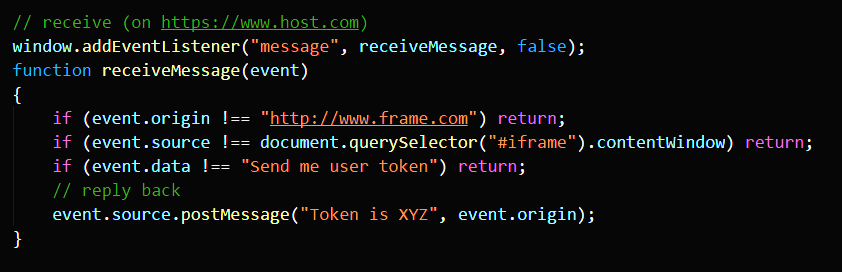 // receive (on https://www.host.com)
window.addEventListener("message", receiveMessage, false);
function receiveMessage(event)
{
    if (event.origin !== "http://www.frame.com") return;
    if (event.source !== document.querySelector("#iframe").contentWindow) return;
    if (event.data !== "Send me user token") return;
    // reply back
    event.source.postMessage("Token is XYZ", event.origin);
}